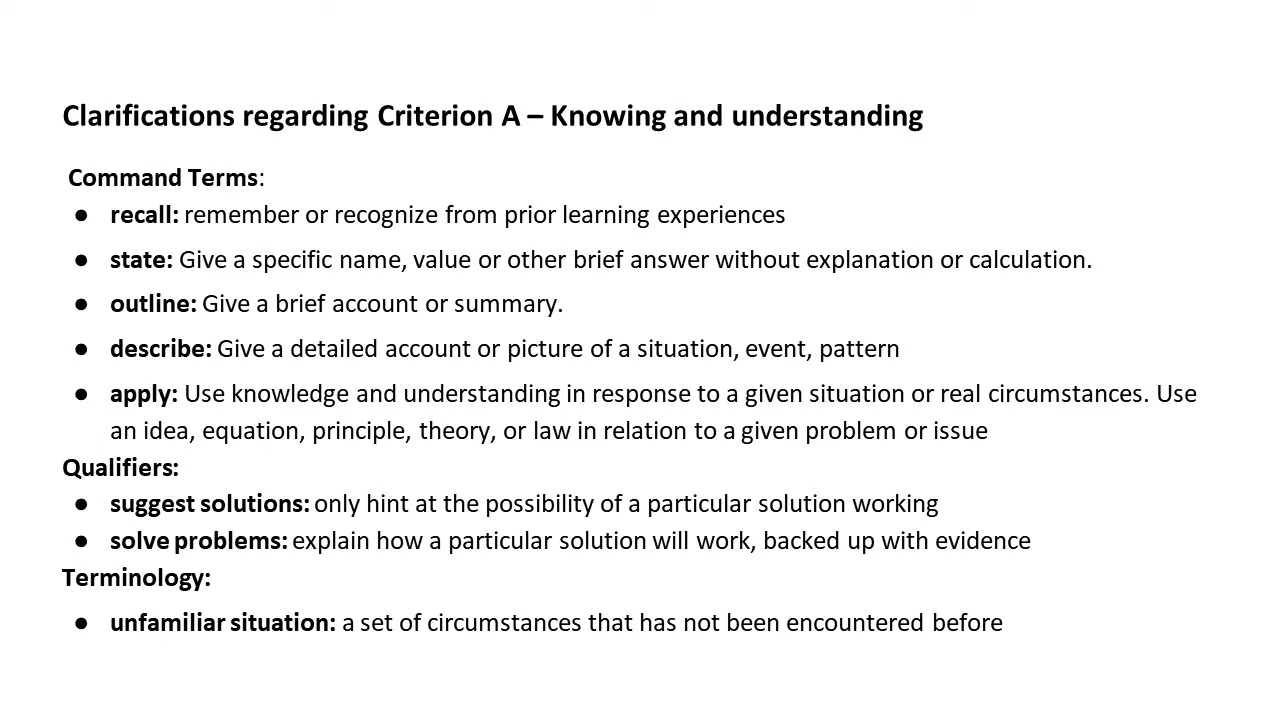 Clarifications regarding Criterion A – Knowing and understanding
Command Terms:
● recall: remember or recognize from prior learning experiences
● state: Give a specific name, value or other brief answer without explanation or calculation.
● outline: Give a brief account or summary.
● describe: Give a detailed account or picture of a situation, event, pattern
● apply: Use knowledge and understanding in response to a given situation or real circumstances. Use
an idea, equation, principle, theory, or law in relation to a given problem or issue
Qualifiers:
● suggest solutions: only hint at the possibility of a particular solution working
● solve problems: explain how a particular solution will work, backed up with evidence
Terminology:
● unfamiliar situation: a set of circumstances that has not been encountered before